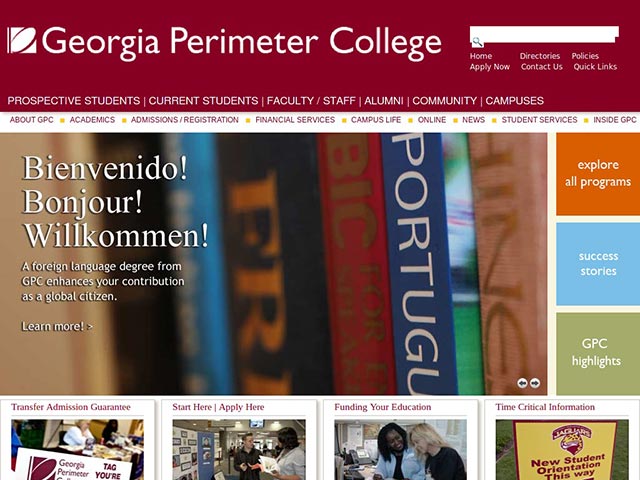 Georgia Perimeter College
Home Directories Policies
Apply Now Contact Us Quick Links
PROSPECTIVE STUDENTS | CURRENT STUDENTS | FACULTY / STAFF | ALUMNI | COMMUNITY | CAMPUSES
ABOUT GPC ACADEMICS ADMISSIONS / REGISTRATION FINANCIAL SERVICES CAMPUS LIFE ONLINE NEWS STUDENT SERVICES INSIDE GPC
Bienvenido!
Bonjour!
Willkommen!
A foreign language degree from
GPC enhances your contribution
as a global citizen.
Learn more! >
FRE
BIC
FOR
PORTUGU
HING
explore
all programs
success
stories
GPC
highlights
Transfer Admission Guarantee
Start Here | Apply Here
Funding Your Education
Time Critical Information
Georgia
Perimeter
TAG
YOU'RE
JAGUARS
New Student
Orientation
This way